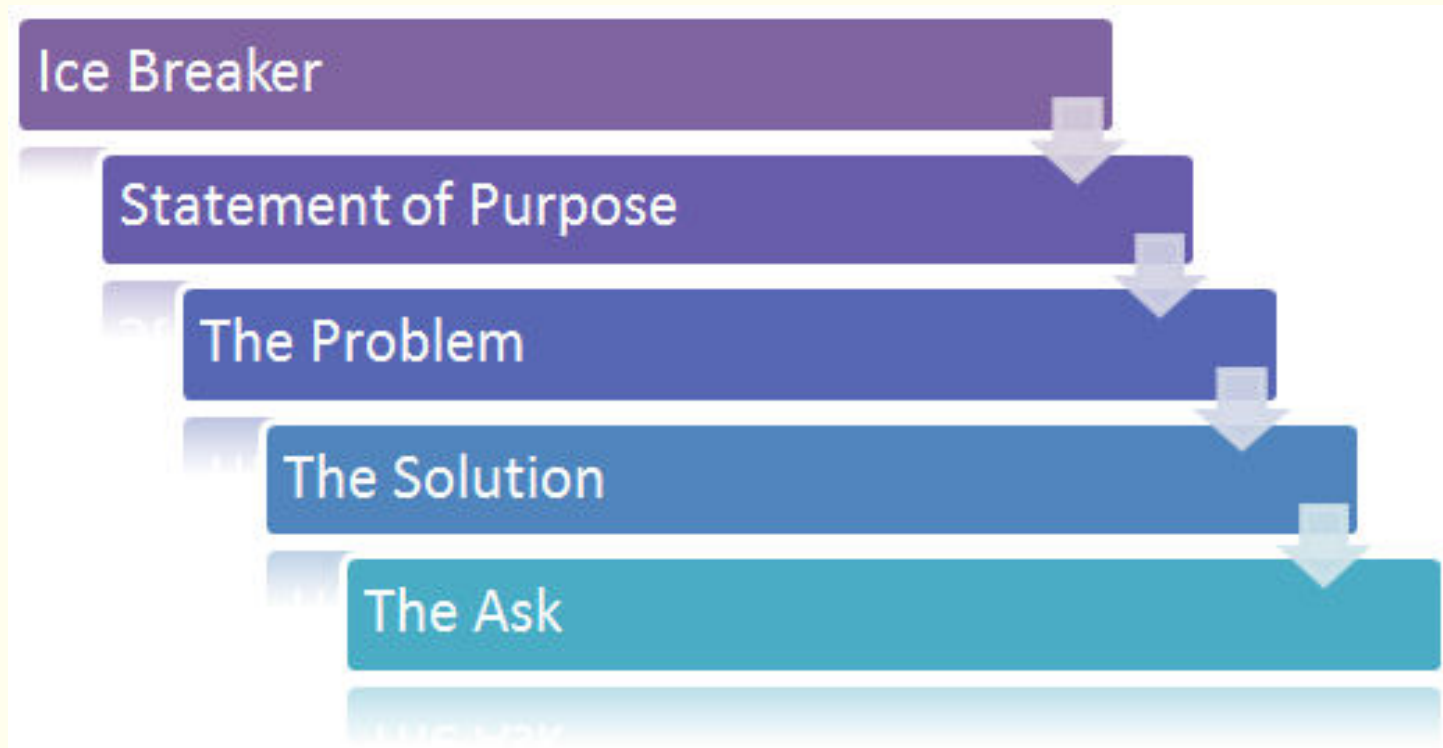 Ice Breaker
Statement of Purpose
The Problem
The Solution
The Ask